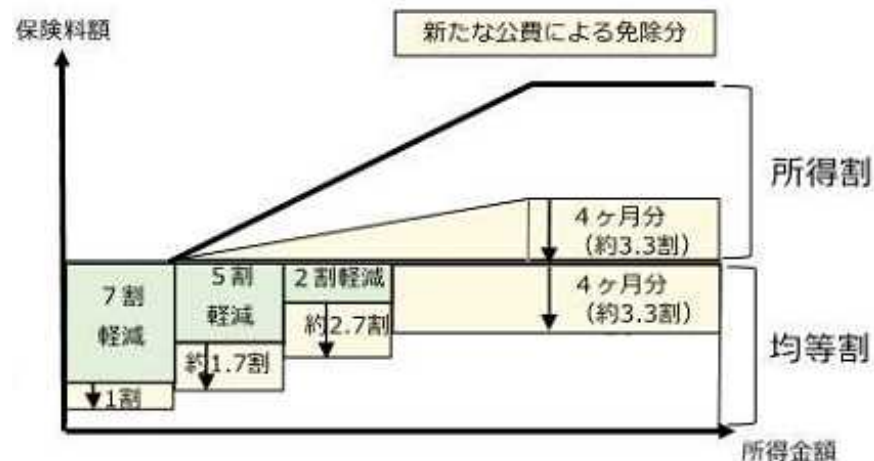 保険料額
新たな公費による免除分
所得割
4ヶ月分
（約3.3割）
7割
軽減
5割
軽減
2割軽減
4ヶ月分
（約3.3割）
約2.7割
約1.7割
1割
均等割
所得金額